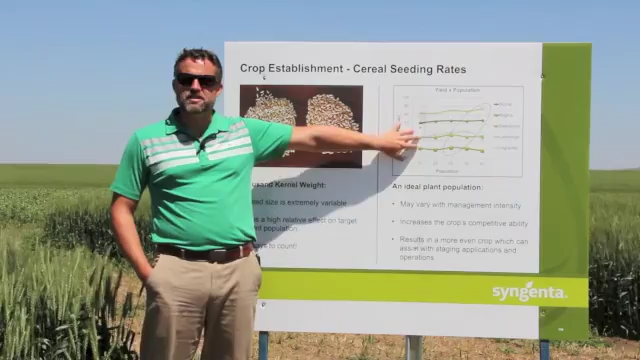 Crop Establishment - Cereal Seeding Rates
Yield x Population
Population
Kernel Weight:
size is extremely variable
a high relative effect on target
population
to count!
An ideal plant population:
• May vary with management intensity
• Increases the crop's competitive ability
• Results in a more even crop which can
assist with staging applications and
operations.
syngenta